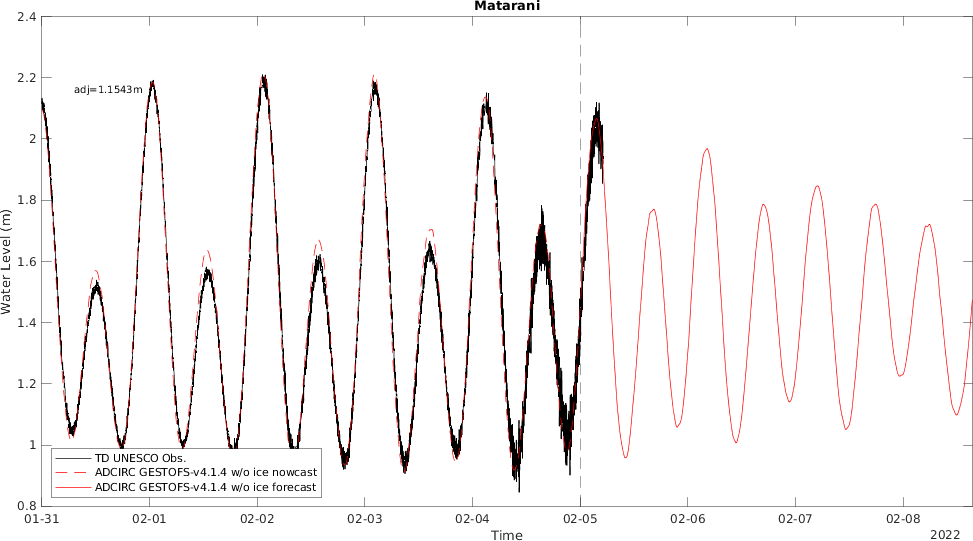 Matarani
2.4
2.2
adj=1.1543m
2
1.8
Water Level (m)
1.6
1.4
1.2
1
TD UNESCO Obs.
ADCIRC GESTOFS-v4.1.4 w/o ice nowcast
ADCIRC GESTOFS-v4.1.4 w/o ice forecast
0.8
01-31 02-01 02-02 02-03 02-04 02-05 02-06 02-07 02-08
Time
2022